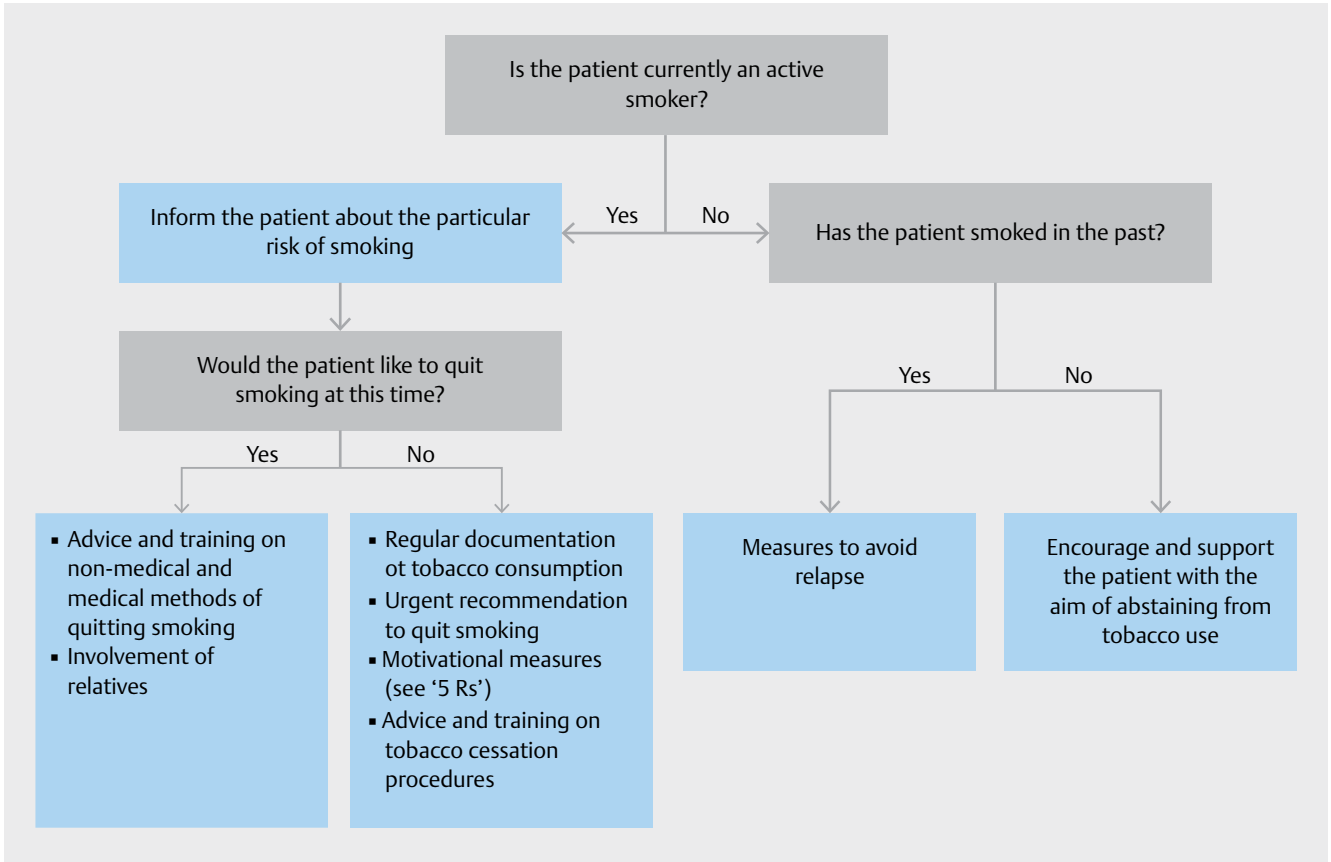 Is the patient currently an active
smoker?
Inform the patient about the particular
risk of smoking
Yes
No
Has the patient smoked in the past?
Would the patient like to quit
smoking at this time?
Yes
No
Yes
No
▪ Advice and training on
non-medical and
medical methods of
quitting smoking
▪ Involvement of
relatives
▪ Regular documentation
ot tobacco consumption
▪ Urgent recommendation
to quit smoking
▪ Motivational measures
(see ‘5 Rs’)
▪ Advice and training on
tobacco cessation
procedures
Measures to avoid
relapse
Encourage and support
the patient with the
aim of abstaining from
tobacco use